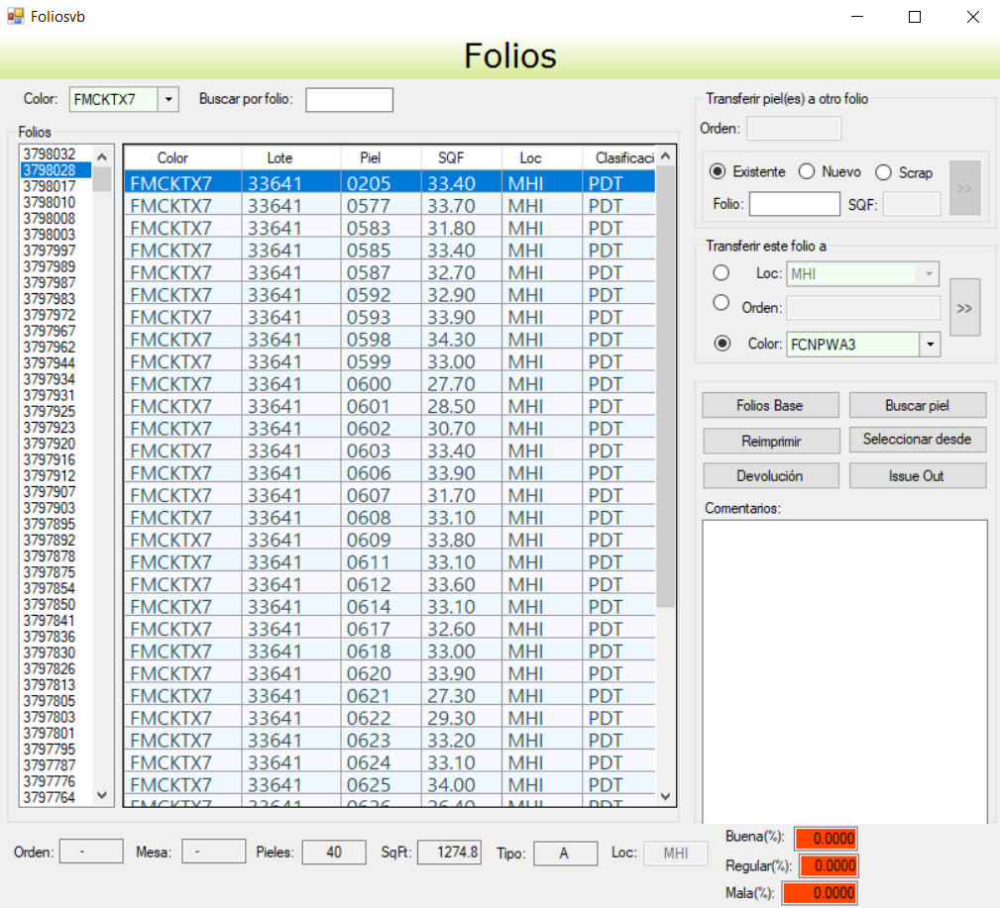 Foliosvb
Folios
Color: FMCKTX7 Buscar por folio:
Folios
3798032
3798028
3798017
3798010
3798008
3798003
3797997
3797989
3797987
3797983
3797972
3797967
3797962
3797944
3797934
3797931
3797925
3797923
3797920
3797916
3797912
3797907
3797903
3797895
3797892
3797878
3797875
3797854
3797850
3797841
3797836
3797830
3797826
3797813
3797805
3797803
3797801
3797795
3797787
3797776
3797764
Color Lote Piel SQF Loc Clasificaci
FMCKTX7 33641 0205 33.40 MHI PDT
FMCKTX7 33641 0577 33.70 MHI PDT
FMCKTX7 33641 0583 31.80 MHI PDT
FMCKTX7 33641 0585 33.40 MHI PDT
FMCKTX7 33641 0587 32.70 MHI PDT
FMCKTX7 33641 0592 32.90 MHI PDT
FMCKTX7 33641 0593 33.90 MHI PDT
FMCKTX7 33641 0598 34.30 MHI PDT
FMCKTX7 33641 0599 33.00 MHI PDT
FMCKTX7 33641 0600 27.70 MHI PDT
FMCKTX7 33641 0601 28.50 MHI PDT
FMCKTX7 33641 0602 30.70 MHI PDT
FMCKTX7 33641 0603 33.40 MHI PDT
FMCKTX7 33641 0606 33.90 MHI PDT
FMCKTX7 33641 0607 31.70 MHI PDT
FMCKTX7 33641 0608 33.10 MHI PDT
FMCKTX7 33641 0609 33.80 MHI PDT
FMCKTX7 33641 0611 33.10 MHI PDT
FMCKTX7 33641 0612 33.60 MHI PDT
FMCKTX7 33641 0614 33.10 MHI PDT
FMCKTX7 33641 0617 32.60 MHI PDT
FMCKTX7 33641 0618 33.00 MHI PDT
FMCKTX7 33641 0620 33.90 MHI PDT
FMCKTX7 33641 0621 27.30 MHI PDT
FMCKTX7 33641 0622 29.30 MHI PDT
FMCKTX7 33641 0623 33.20 MHI PDT
FMCKTX7 33641 0624 33.10 MHI PDT
FMCKTX7 33641 0625 34.00 MHI PDT
FMCKTX7 33641 MHI PDT
Transferir piel(es) a otro folio
Orden:
Existente Nuevo Scrap >>
Folio: SQF:
Transferir este folio a
Loc: MHI
Orden: >>
Color: FCNPWA3
Folios Base Buscar piel
Reimprimir Seleccionar desde
Devolución Issue Out
Comentarios:
Orden: - Mesa: - Pieles: 40 SqFt: 1274.8 Tipo: A Loc: MHI
Buena(%): 0.0000
Regular(%): 0.0000
Mala(%): 0.0000